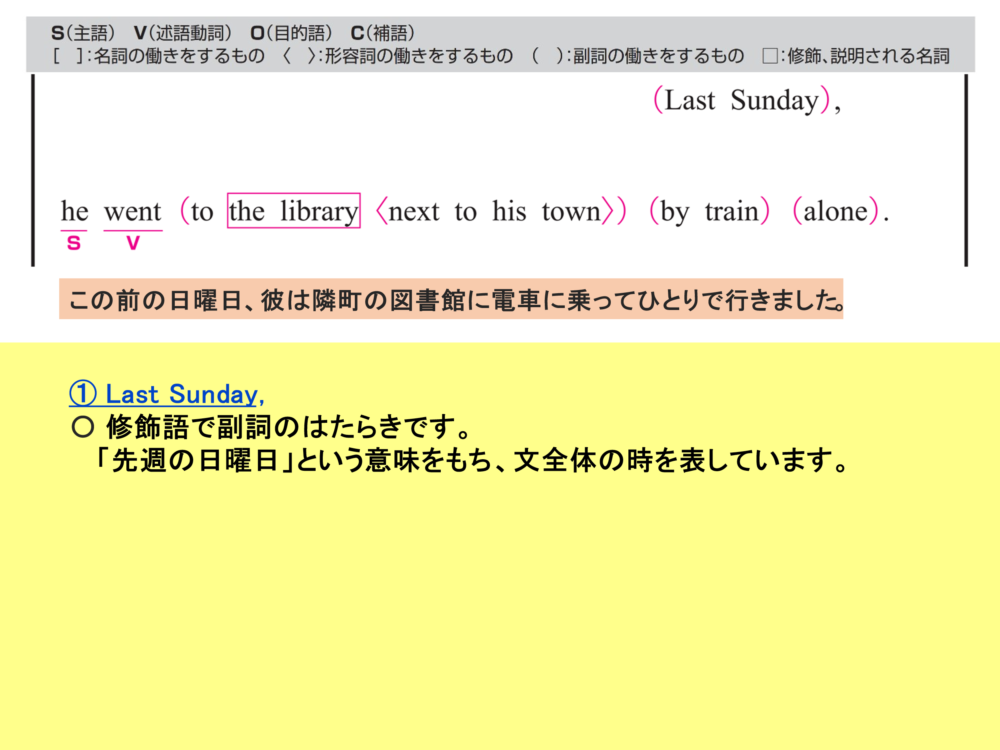 S（主語） V（述語動詞） O（目的語） C（補語）
［ ］：名詞の働きをするもの 〈 〉：形容詞の働きをするもの （ ）：副詞の働きをするもの □：修飾、説明される名詞
（Last Sunday）,
he went （to the library 〈next to his town〉）（by train）（alone）.
S V
この前の日曜日、彼は隣町の図書館に電車に乗ってひとりで行きました。
① Last Sunday,
○ 修飾語で副詞のはたらきです。
「先週の日曜日」という意味をもち、文全体の時を表しています。